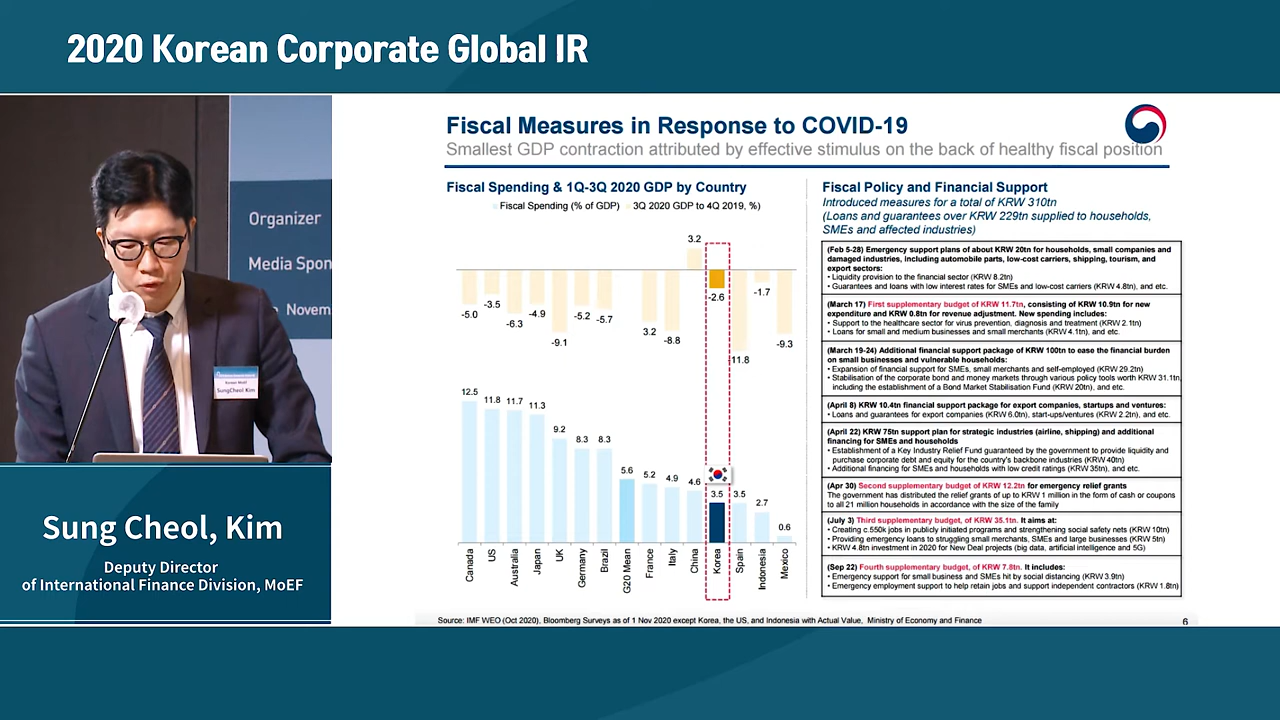 2020 Korean Corporate Global IR
Organizer
Media Spon
Novem
Korean MoEF
SungCheol Kim
Sung Cheol, Kim
Deputy Director
of International Finance Division, MoEF
Fiscal Measures in Response to COVID-19
Smallest GDP contraction attributed by effective stimulus on the back of healthy fiscal position
Fiscal Spending & 1Q-3Q 2020 GDP by Country
Fiscal Spending (% of GDP) 3Q 2020 GDP to 4Q 2019, %)
3.2
-5.0 -3.5 -6.3 -4.9 -9.1 -5.2 -5.7 3.2 -8.8 -2.6 11.8 -1.7 -9.3
12.5 11.8 11.7 11.3 9.2 8.3 8.3 5.6 5.2 4.9 4.6 3.5 3.5 2.7 0.6
Canada US Australia Japan UK Germany Brazil G20 Mean France Italy China Korea Spain Indonesia Mexico
Fiscal Policy and Financial Support
Introduced measures for a total of KRW 310tn
(Loans and guarantees over KRW 229tn supplied to households,
SMEs and affected industries)
(Feb 5-28) Emergency support plans of about KRW 20tn for households, small companies and
damaged industries, including automobile parts, low-cost carriers, shipping, tourism, and
export sectors:
• Liquidity provision to the financial sector (KRW 8.2tn)
• Guarantees and loans with low interest rates for SMEs and low-cost carriers (KRW 4.8tn), and etc.
(March 17) First supplementary budget of KRW 11.7tn, consisting of KRW 10.9tn for new
expenditure and KRW 0.8tn for revenue adjustment. New spending includes:
• Support to the healthcare sector for virus prevention, diagnosis and treatment (KRW 2.1tn)
• Loans for small and medium businesses and small merchants (KRW 4.1tn), and etc.
(March 19-24) Additional financial support package of KRW 100tn to ease the financial burden
on small businesses and vulnerable households:
• Expansion of financial support for SMEs, small merchants and self-employed (KRW 29.2tn)
• Stabilisation of the corporate bond and money markets through various policy tools worth KRW 31.1tn,
including the establishment of a Bond Market Stabilisation Fund (KRW 20tn), and etc.
(April 8) KRW 10.4tn financial support package for export companies, startups and ventures:
• Loans and guarantees for export companies (KRW 6.0tn), start-ups/ventures (KRW 2.2tn), and etc.
(April 22) KRW 75tn support plan for strategic industries (airline, shipping) and additional
financing for SMEs and households
• Establishment of a Key Industry Relief Fund guaranteed by the government to provide liquidity and
purchase corporate debt and equity for the country's backbone industries (KRW 40tn)
• Additional financing for SMEs and households with low credit ratings (KRW 35tn), and etc.
(Apr 30) Second supplementary budget of KRW 12.2tn for emergency relief grants
The government has distributed the relief grants of up to KRW 1 million in the form of cash or coupons
to all 21 million households in accordance with the size of the family
(July 3) Third supplementary budget, of KRW 35.1tn. It aims at:
• Creating c.550k jobs in publicly initiated programs and strengthening social safety nets (KRW 10tn)
• Providing emergency loans to struggling small merchants, SMEs and large businesses (KRW 5tn)
• KRW 4.8tn investment in 2020 for New Deal projects (big data, artificial intelligence and 5G)
(Sep 22) Fourth supplementary budget, of KRW 7.8tn. It includes:
• Emergency support for small business and SMEs hit by social distancing (KRW 3.9tn)
• Emergency employment support to help retain jobs and support independent contractors (KRW 1.8tn)
Source: IMF WEO (Oct 2020), Bloomberg Surveys as of 1 Nov 2020 except Korea, the US, and Indonesia with Actual Value, Ministry of Economy and Finance
6